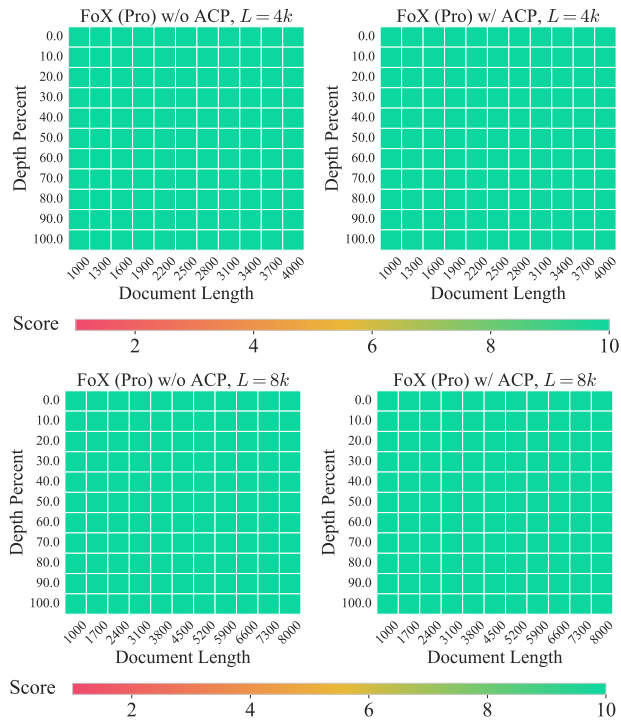 FoX (Pro) w/o ACP, L = 4k
FoX (Pro) w/ ACP, L = 4k
Depth Percent
0.0
10.0
20.0
30.0
40.0
50.0
60.0
70.0
80.0
90.0
100.0
1000 1300 1600 1900 2200 2500 2800 3100 3400 3700 4000
Document Length
Depth Percent
0.0
10.0
20.0
30.0
40.0
50.0
60.0
70.0
80.0
90.0
100.0
1000 1300 1600 1900 2200 2500 2800 3100 3400 3700 4000
Document Length
Score
2 4 6 8 10
FoX (Pro) w/o ACP, L = 8k
FoX (Pro) w/ ACP, L = 8k
Depth Percent
0.0
10.0
20.0
30.0
40.0
50.0
60.0
70.0
80.0
90.0
100.0
1000 1700 2400 3100 3800 4500 5200 5900 6600 7300 8000
Document Length
Depth Percent
0.0
10.0
20.0
30.0
40.0
50.0
60.0
70.0
80.0
90.0
100.0
1000 1700 2400 3100 3800 4500 5200 5900 6600 7300 8000
Document Length
Score
2 4 6 8 10